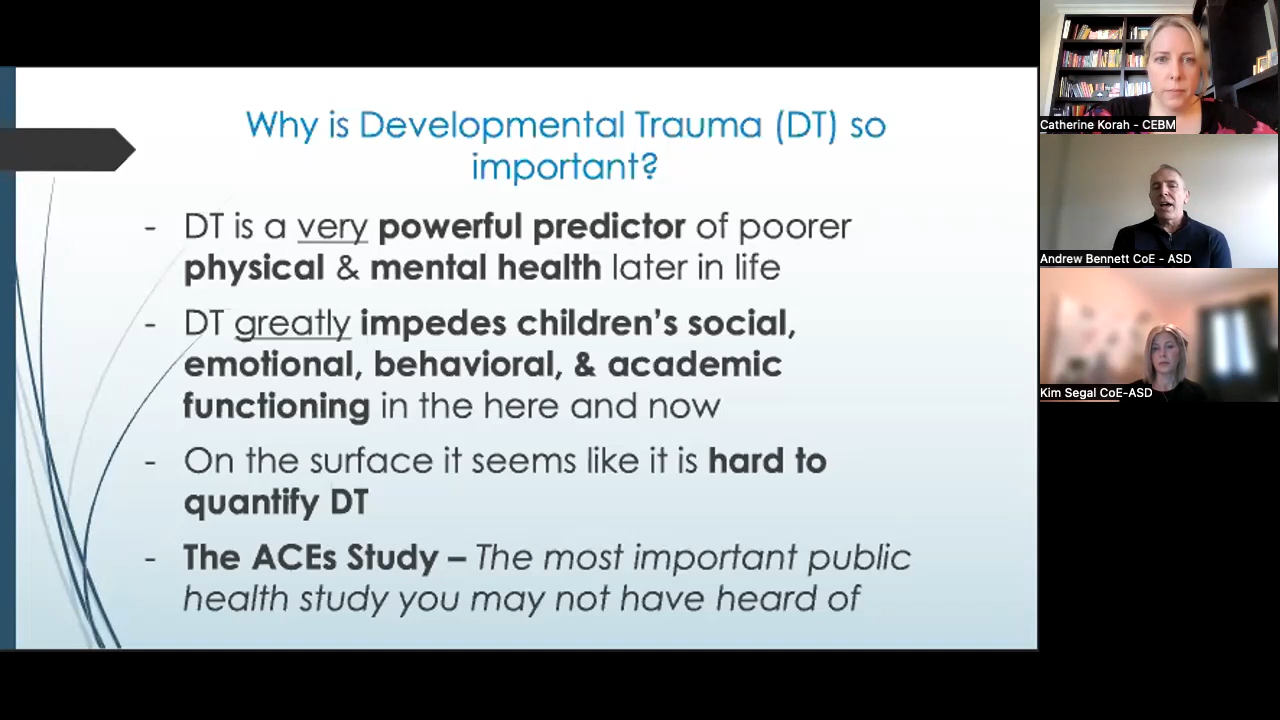 Why is Developmental Trauma (DT) so
important?
- DT is a very powerful predictor of poorer
physical & mental health later in life
- DT greatly impedes children's social,
emotional, behavioral, & academic
functioning in the here and now
- On the surface it seems like it is hard to
quantify DT
- The ACEs Study – The most important public
health study you may not have heard of
Catherine Korah - CEBM
Andrew Bennett CoE - ASD
Kim Segal CoE-ASD